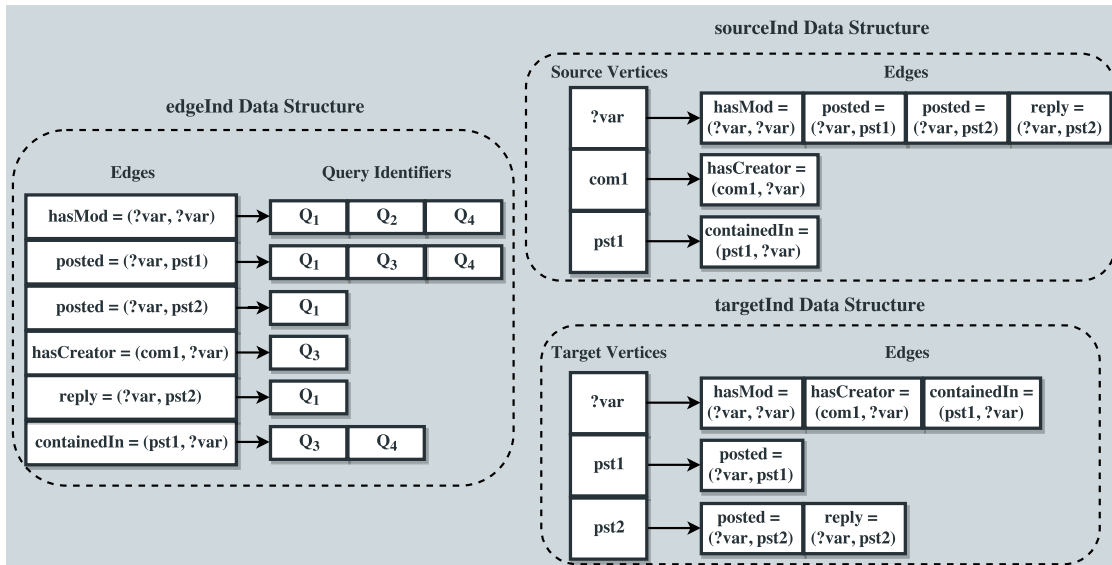 edgeInd Data Structure
Edges
Query Identifiers
hasMod = (?var, ?var)
Q1
Q2
Q4
posted = (?var, pst1)
Q1
Q3
Q4
posted = (?var, pst2)
Q1
hasCreator = (com1, ?var)
Q3
reply = (?var, pst2)
Q1
containedIn = (pst1, ?var)
Q3
Q4
sourceInd Data Structure
Source Vertices
Edges
?var
hasMod =
(?var, ?var)
posted =
(?var, pst1)
posted =
(?var, pst2)
reply =
(?var, pst2)
com1
hasCreator =
(com1, ?var)
pst1
containedIn =
(pst1, ?var)
targetInd Data Structure
Target Vertices
Edges
?var
hasMod =
(?var, ?var)
hasCreator =
(com1, ?var)
containedIn =
(pst1, ?var)
pst1
posted =
(?var, pst1)
pst2
posted =
(?var, pst2)
reply =
(?var, pst2)